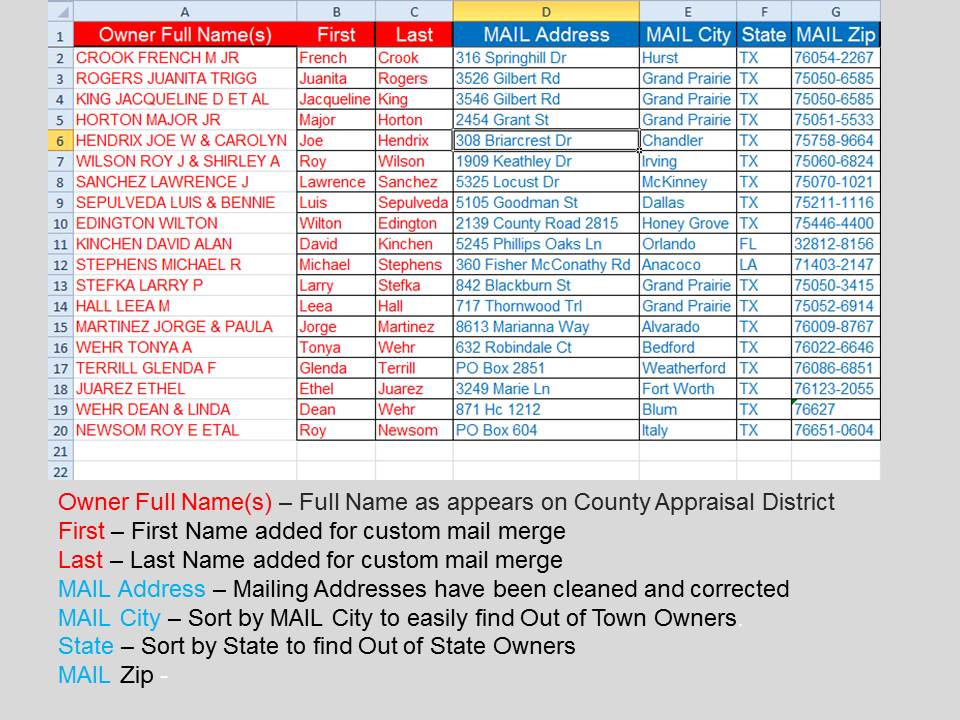 A B C D E F G
1 Owner Full Name(s) First Last MAIL Address MAIL City State MAIL Zip
2 CROOK FRENCH M JR French Crook 316 Springhill Dr Hurst TX 76054-2267
3 ROGERS JUANITA TRIGG Juanita Rogers 3526 Gilbert Rd Grand Prairie TX 75050-6585
4 KING JACQUELINE D ET AL Jacqueline King 3546 Gilbert Rd Grand Prairie TX 75050-6585
5 HORTON MAJOR JR Major Horton 2454 Grant St Grand Prairie TX 75051-5533
6 HENDRIX JOE W & CAROLYN Joe Hendrix 308 Briarcrest Dr Chandler TX 75758-9664
7 WILSON ROY J & SHIRLEY A Roy Wilson 1909 Keathley Dr Irving TX 75060-6824
8 SANCHEZ LAWRENCE J Lawrence Sanchez 5325 Locust Dr McKinney TX 75070-1021
9 SEPULVEDA LUIS & BENNIE Luis Sepulveda 5105 Goodman St Dallas TX 75211-1116
10 EDINGTON WILTON Wilton Edington 2139 County Road 2815 Honey Grove TX 75446-4400
11 KINCHEN DAVID ALAN David Kinchen 5245 Phillips Oaks Ln Orlando FL 32812-8156
12 STEPHENS MICHAEL R Michael Stephens 360 Fisher McConathy Rd Anacoco LA 71403-2147
13 STEFKA LARRY P Larry Stefka 842 Blackburn St Grand Prairie TX 75050-3415
14 HALL LEEA M Leea Hall 717 Thornwood Trl Grand Prairie TX 75052-6914
15 MARTINEZ JORGE & PAULA Jorge Martinez 8613 Marianna Way Alvarado TX 76009-8767
16 WEHR TONYA A Tonya Wehr 632 Robindale Ct Bedford TX 76022-6646
17 TERRILL GLENDA F Glenda Terrill PO Box 2851 Weatherford TX 76086-6851
18 JUAREZ ETHEL Ethel Juarez 3249 Marie Ln Fort Worth TX 76123-2055
19 WEHR DEAN & LINDA Dean Wehr 871 Hc 1212 Blum TX 76627
20 NEWSOM ROY E ETAL Roy Newsom PO Box 604 Italy TX 76651-0604
21
22
Owner Full Name(s) – Full Name as appears on County Appraisal District
First – First Name added for custom mail merge
Last – Last Name added for custom mail merge
MAIL Address – Mailing Addresses have been cleaned and corrected
MAIL City – Sort by MAIL City to easily find Out of Town Owners
State – Sort by State to find Out of State Owners
MAIL Zip -